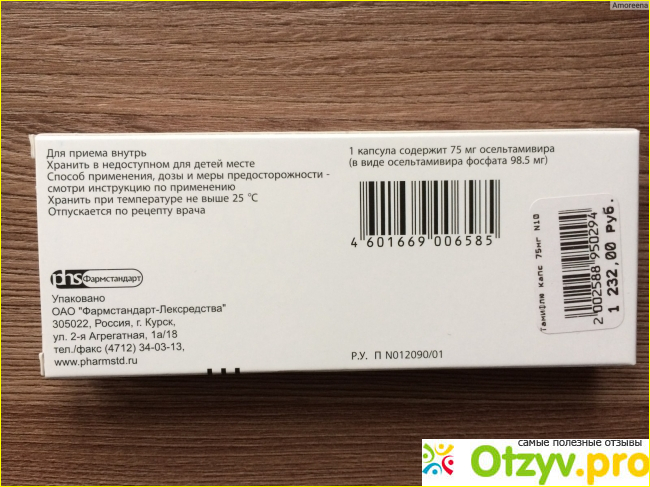 Amoreena
Для приема внутрь
Хранить в недоступном для детей месте
Способ применения, дозы и меры предосторожности -
смотри инструкцию по применению
Хранить при температуре не выше 25 °C
Отпускается по рецепту врача
1 капсула содержит 75 мг осельтамивира
(в виде осельтамивира фосфата 98.5 мг)
4 601669 006585
Тамифлю капс 75мг N10
2 002588 950294
1 232,00 Руб.
phs Фармстандарт
Упаковано
ОАО "Фармстандарт-Лексредства"
305022, Россия, г. Курск,
ул. 2-я Агрегатная, 1а/18
тел./факс (4712) 34-03-13,
www.pharmstd.ru
Р.У. П N012090/01
самые полезные отзывы
Otzyv.pro